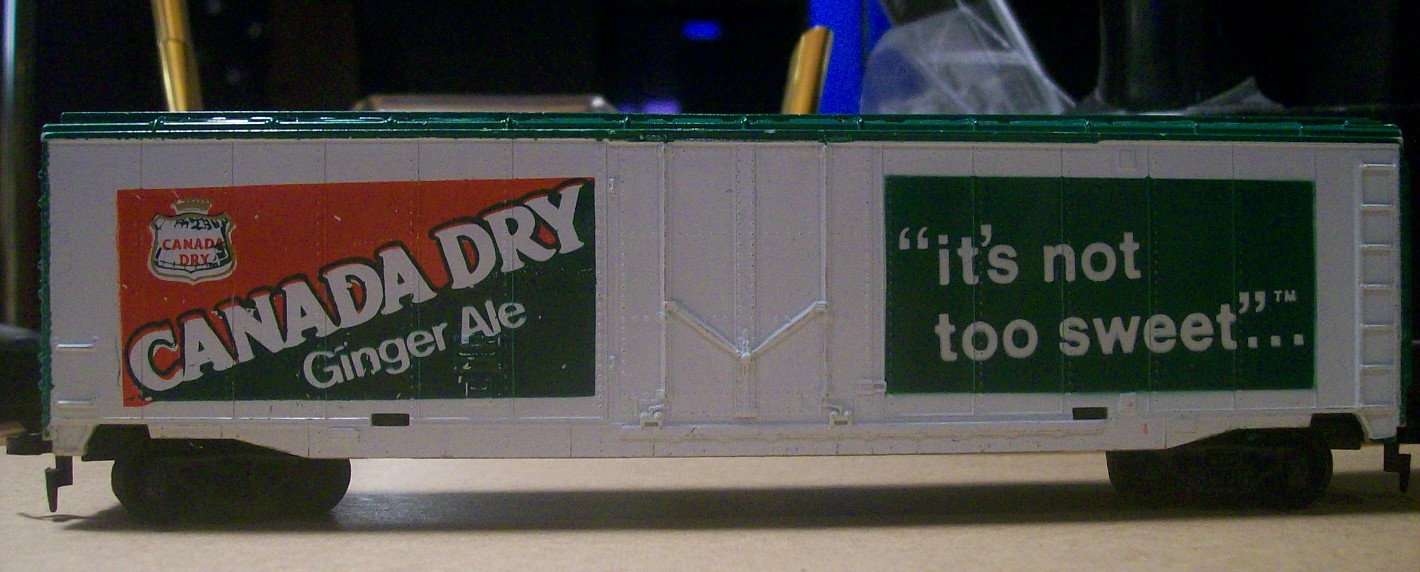 CANADA
DRY
CANADA DRY
Ginger Ale
“it’s not
too sweet”™...